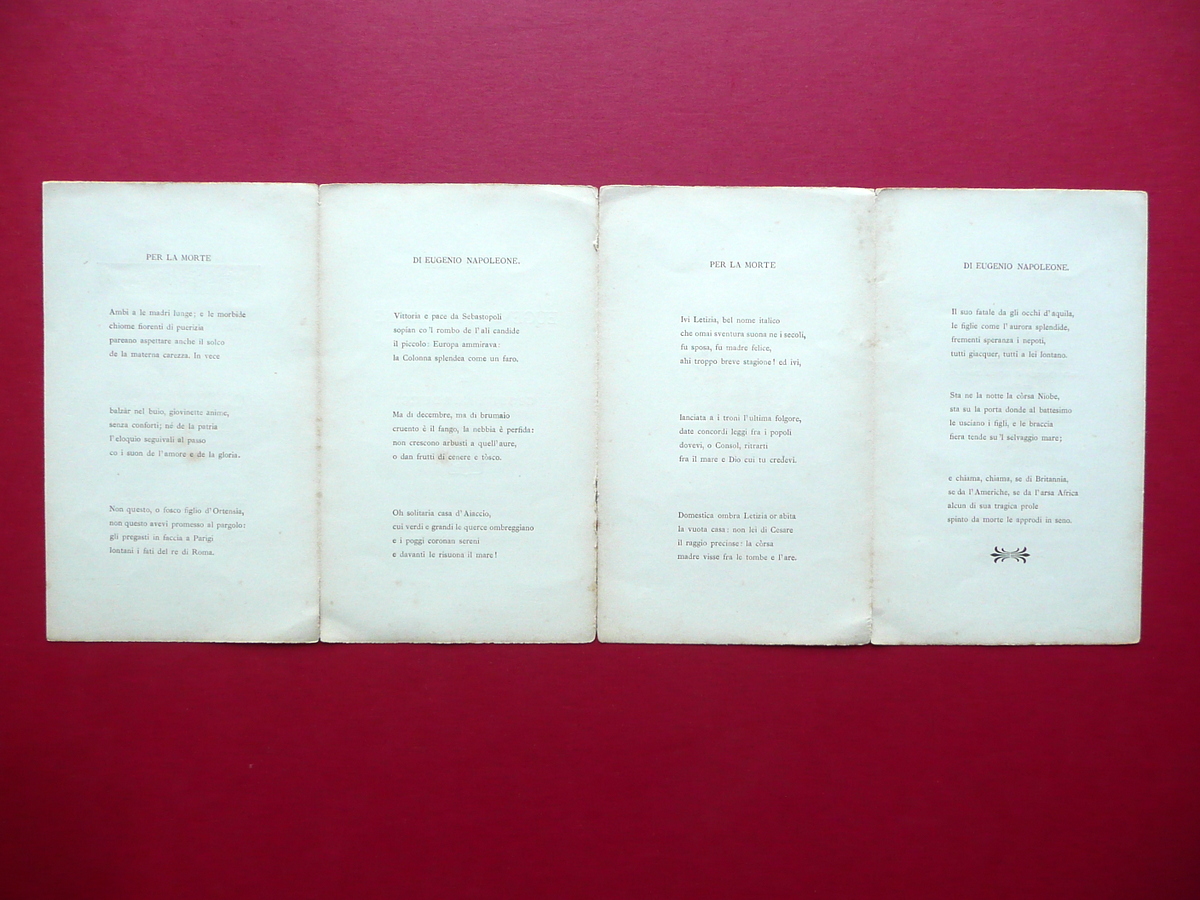 PER LA MORTE
Ambi a le madri lunge; e le morbide
chiome fiorenti di puerizia
pareano aspettare anche il solco
de la materna carezza. In vece
balzâr nel buio, giovinette anime,
senza conforti; né de la patria
l'eloquio seguivali al passo
co i suon de l'amore e de la gloria.
Non questo, o fosco figlio d'Ortensia,
non questo avevi promesso al pargolo:
gli pregasti in faccia a Parigi
lontani i fati del re di Roma.
DI EUGENIO NAPOLEONE.
Vittoria e pace da Sebastopoli
sopian co 'l rombo de l'ali candide
il piccolo: Europa ammirava:
la Colonna splendea come un faro.
Ma di decembre, ma di brumaio
cruento è il fango, la nebbia è perfida:
non crescono arbusti a quell'aure,
o dan frutti di cenere e tòsco.
Oh solitaria casa d'Aiaccio,
cui verdi e grandi le querce ombreggiano
e i poggi coronan sereni
e davanti le risuona il mare!
PER LA MORTE
Ivi Letizia, bel nome italico
che omai sventura suona ne i secoli,
fu sposa, fu madre felice,
ahi troppo breve stagione! ed ivi,
lanciata a i troni l'ultima folgore,
date concordi leggi fra i popoli
dovevi, o Consol, ritrarti
fra il mare e Dio cui tu credevi.
Domestica ombra Letizia or abita
la vuota casa: non lei di Cesare
il raggio precinse: la còrsa
madre visse fra le tombe e l'are.
DI EUGENIO NAPOLEONE.
Il suo fatale da gli occhi d'aquila,
le figlie come l'aurora splendide,
frementi speranza i nepoti,
tutti giacquer, tutti a lei lontano.
Sta ne la notte la còrsa Niobe,
sta su la porta donde al battesimo
le usciano i figli, e le braccia
fiera tende su 'l selvaggio mare;
e chiama, chiama, se di Britannia,
se da l'Americhe, se da l'arsa Africa
alcun di sua tragica prole
spinto da morte le approdi in seno.